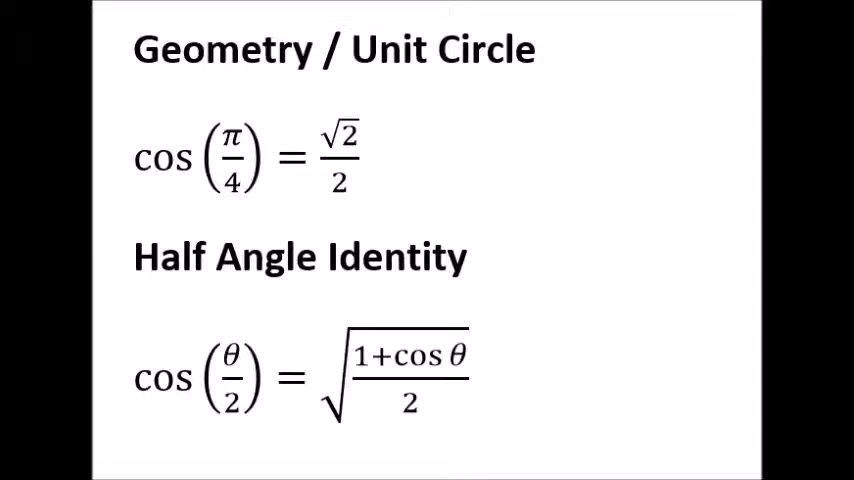 Geometry / Unit Circle
cos(π/4) = √2/2
Half Angle Identity
cos(θ/2) = √((1+cos θ)/2)